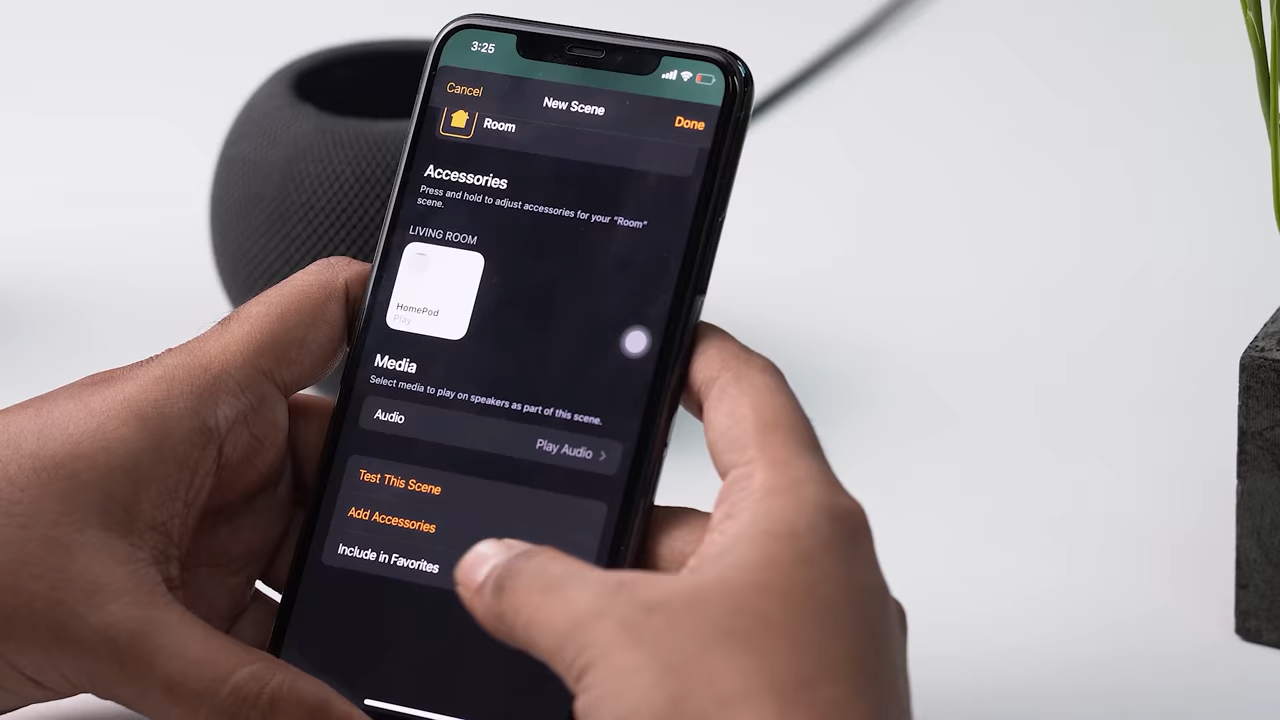 3:25
Cancel
New Scene
Done
Room
Accessories
Press and hold to adjust accessories for your "Room"
scene.
LIVING ROOM
HomePod
Play
Media
Select media to play on speakers as part of this scene.
Audio
Play Audio
Test This Scene
Add Accessories
Include in Favorites